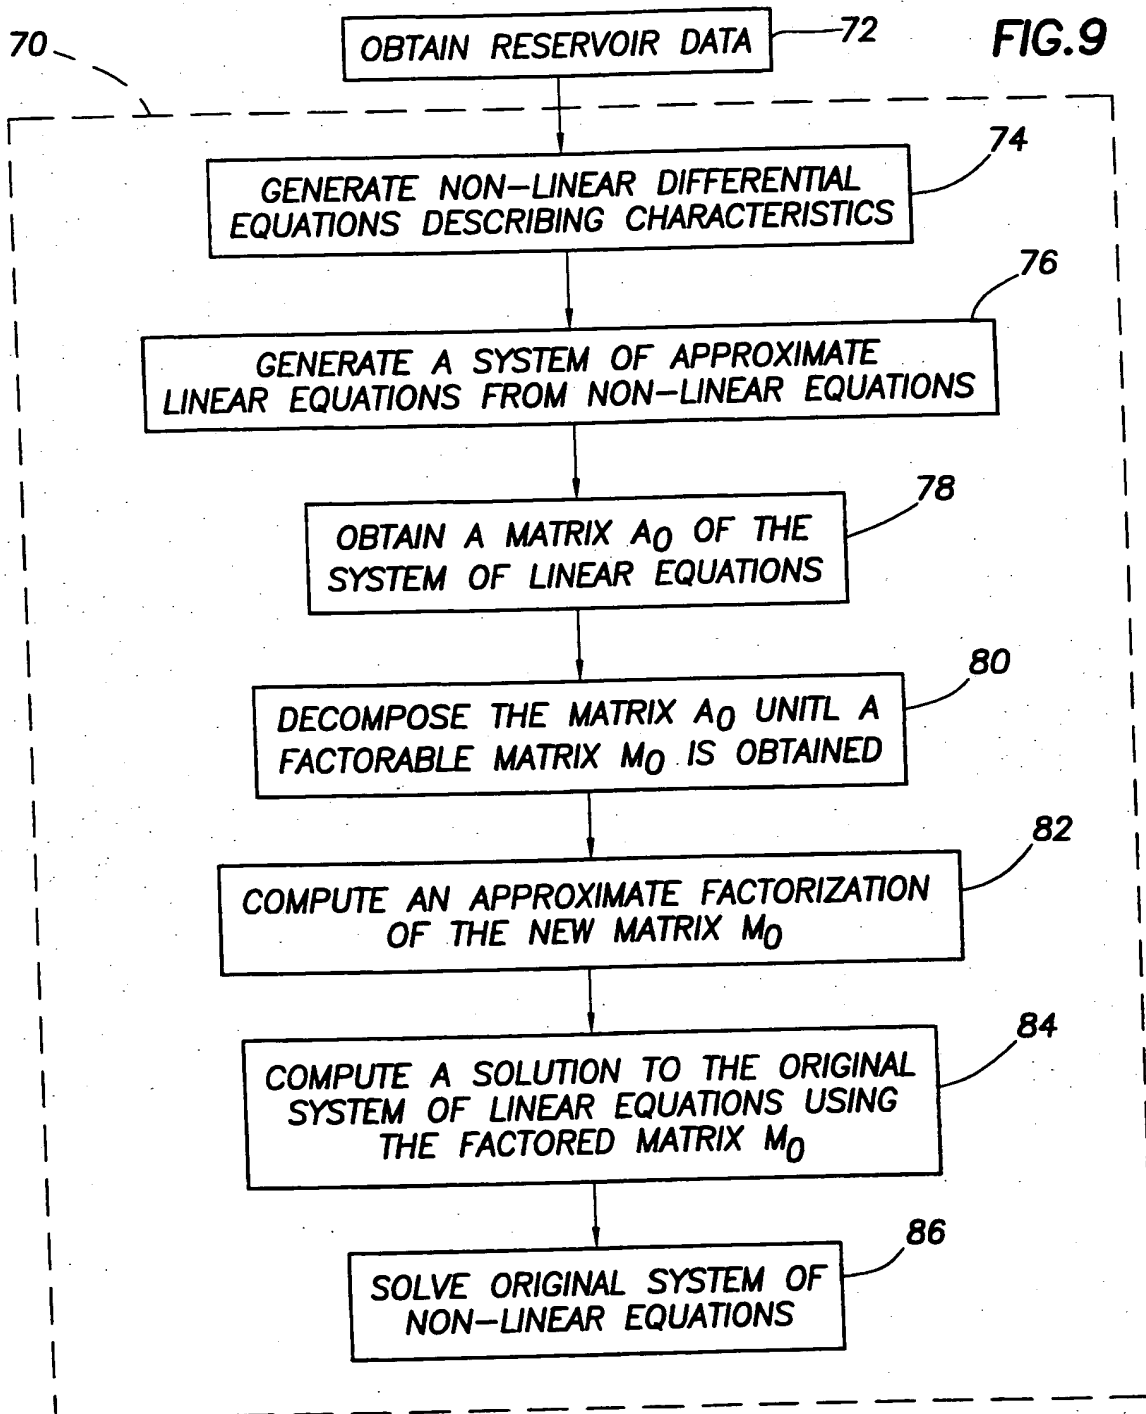 70
OBTAIN RESERVOIR DATA
72
FIG.9
74
GENERATE NON-LINEAR DIFFERENTIAL
EQUATIONS DESCRIBING CHARACTERISTICS
76
GENERATE A SYSTEM OF APPROXIMATE
LINEAR EQUATIONS FROM NON-LINEAR EQUATIONS
78
OBTAIN A MATRIX A0 OF THE
SYSTEM OF LINEAR EQUATIONS
80
DECOMPOSE THE MATRIX A0 UNITL A
FACTORABLE MATRIX M0 IS OBTAINED
82
COMPUTE AN APPROXIMATE FACTORIZATION
OF THE NEW MATRIX M0
84
COMPUTE A SOLUTION TO THE ORIGINAL
SYSTEM OF LINEAR EQUATIONS USING
THE FACTORED MATRIX M0
86
SOLVE ORIGINAL SYSTEM OF
NON-LINEAR EQUATIONS